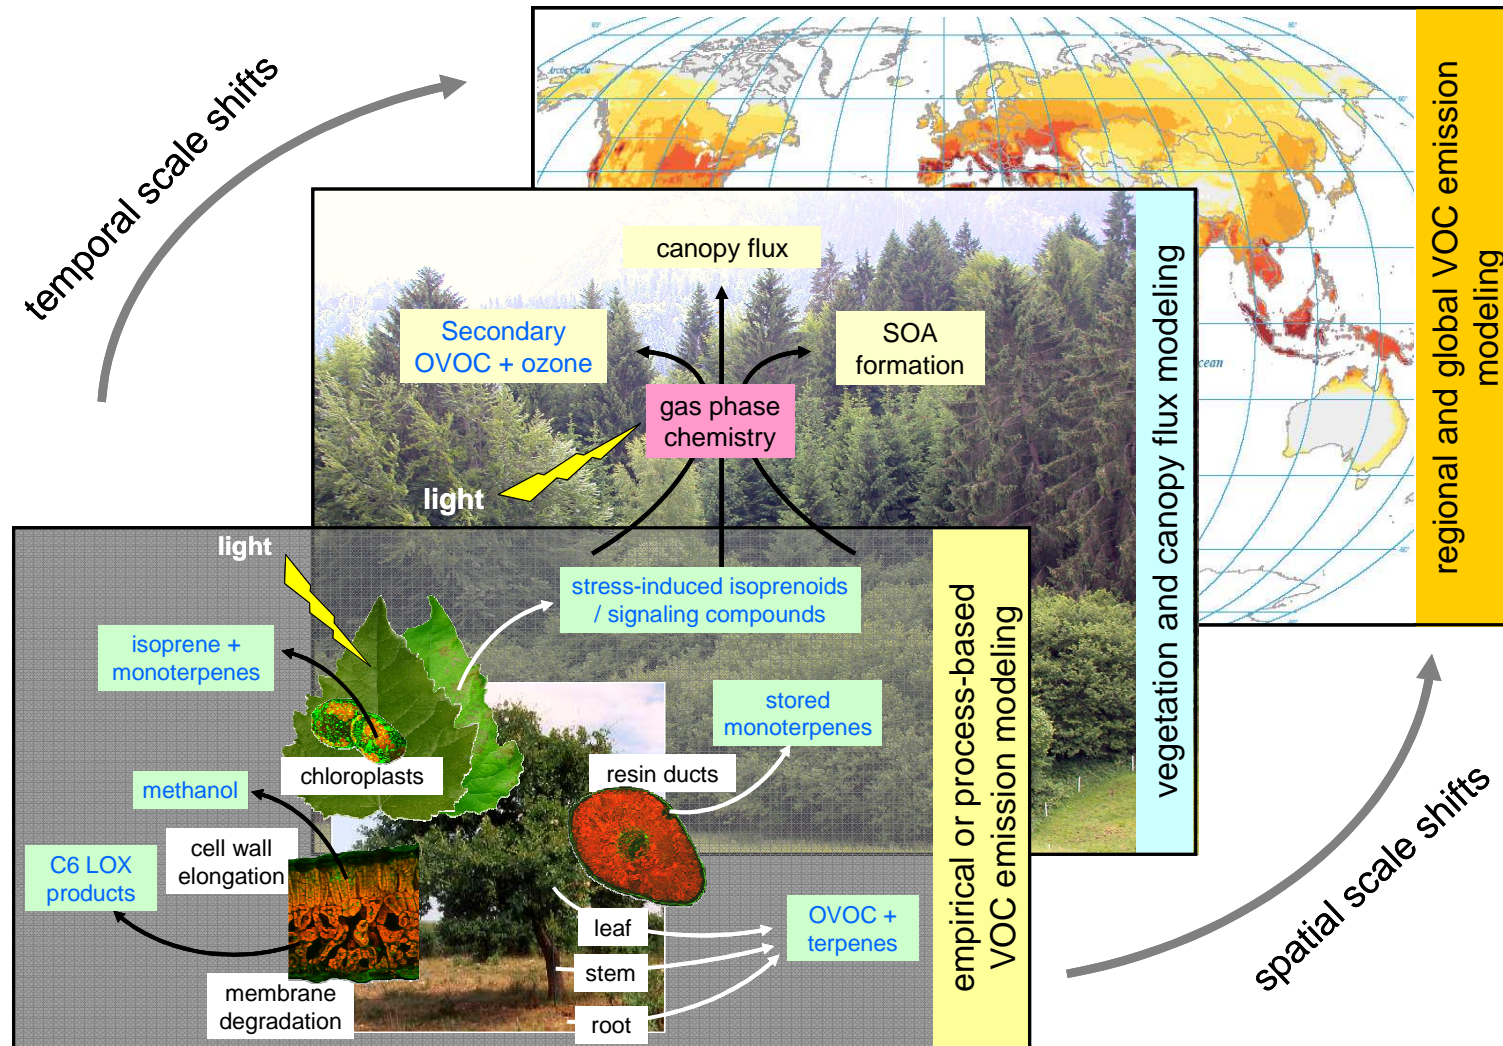 temporal scale shifts
Arctic Circle
regional and global VOC emission
modeling
ocean
canopy flux
Secondary
OVOC + ozone
SOA
formation
gas phase
chemistry
light
vegetation and canopy flux modeling
light
stress-induced isoprenoids
/ signaling compounds
isoprene +
monoterpenes
stored
monoterpenes
chloroplasts
resin ducts
methanol
cell wall
elongation
C6 LOX
products
leaf
OVOC +
terpenes
stem
membrane
degradation
root
empirical or process-based
VOC emission modeling
spatial scale shifts